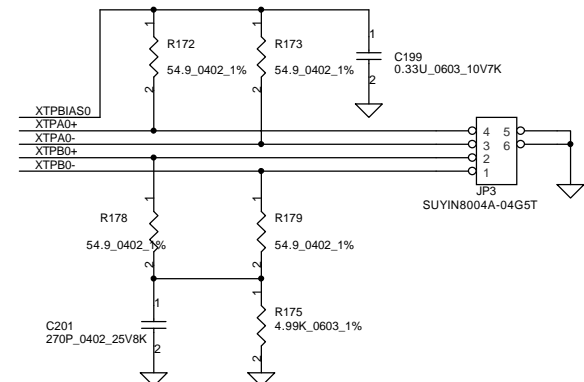 1
1
R172
R173
1
54.9_0402_1%
54.9_0402_1%
C199
0.33U_0603_10V7K
2
2
2
XTPBIAS0
XTPA0+
XTPA0-
XTPB0+
XTPB0-
4 5
3 6
2
1
JP3
SUYIN8004A-04G5T
1
1
R178
R179
54.9_0402_1%
54.9_0402_1%
2
2
1
1
R175
4.99K_0603_1%
C201
270P_0402_25V8K
2
2